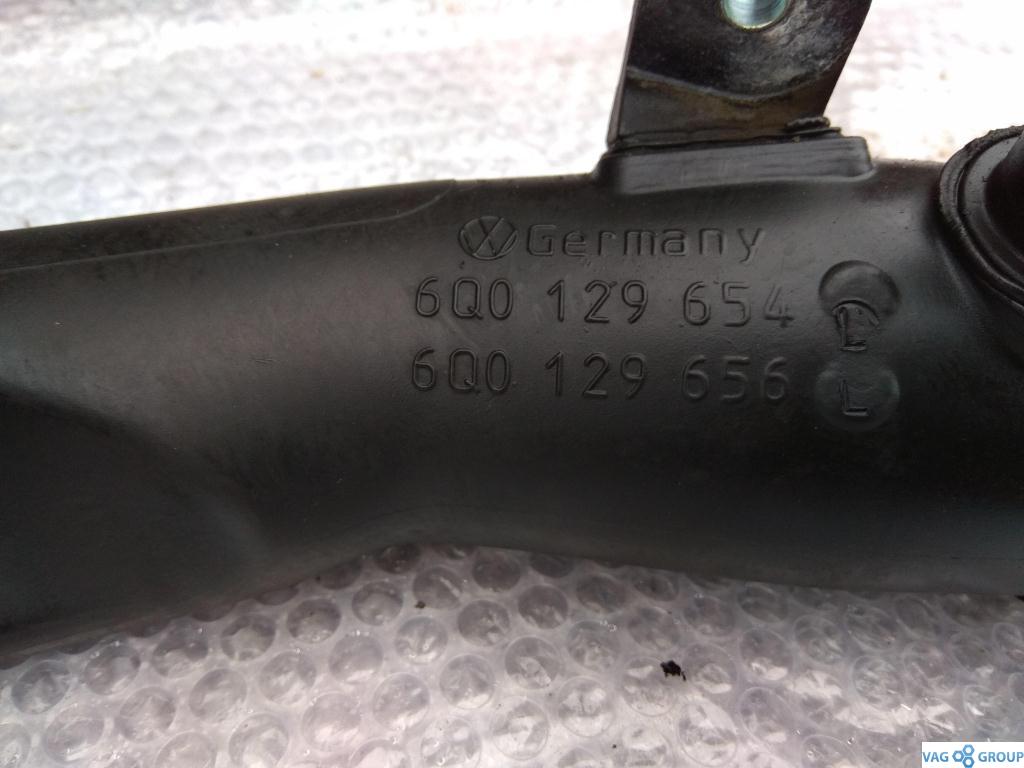 Germany
6Q0 129 654 L
6Q0 129 656 L
VAG GROUP